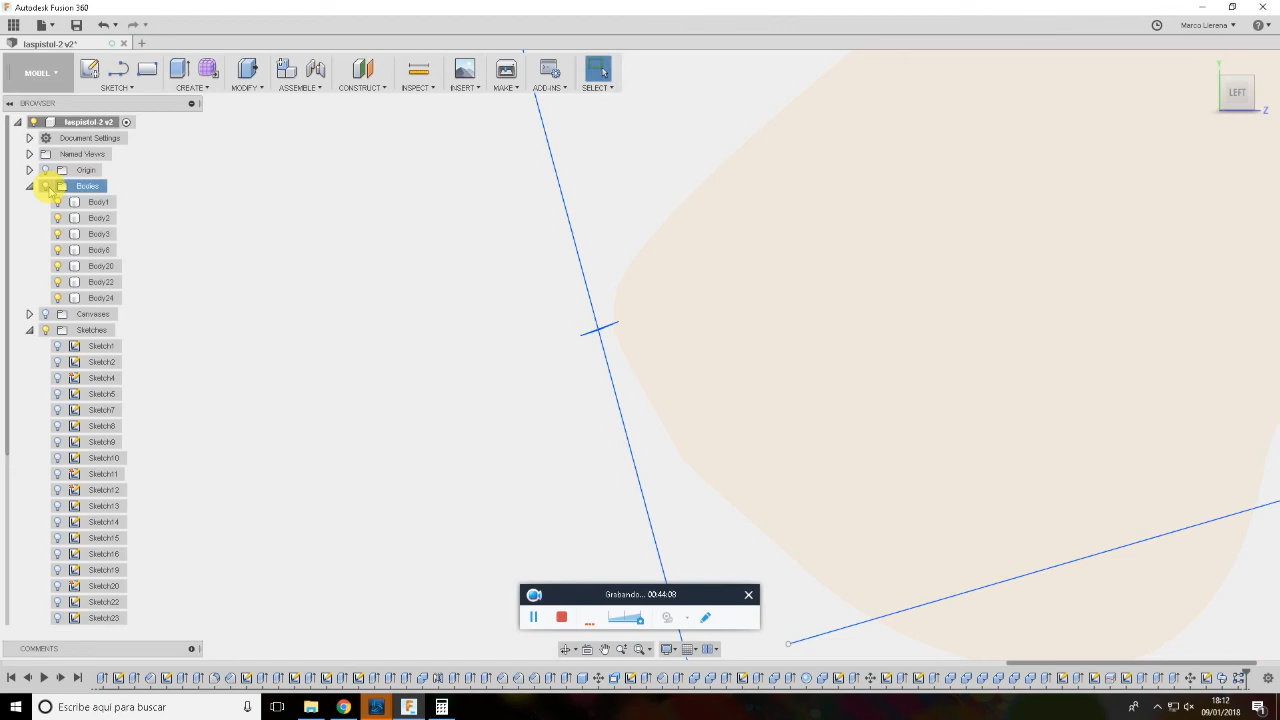 Autodesk Fusion 360
Marco Llerena
laspistol-2 v2*
MODEL
SKETCH
CREATE
MODIFY
ASSEMBLE
CONSTRUCT
INSPECT
INSERT
MAKE
ADD-INS
SELECT
BROWSER
laspistol-2 v2
Document Settings
Named Views
Origin
Bodies
Body1
Body2
Body3
Body8
Body20
Body22
Body24
Canvases
Sketches
Sketch1
Sketch2
Sketch4
Sketch5
Sketch7
Sketch8
Sketch9
Sketch10
Sketch11
Sketch12
Sketch13
Sketch14
Sketch15
Sketch16
Sketch19
Sketch20
Sketch22
Sketch23
Y
LEFT
Z
Grabando... 00:44:08
COMMENTS
Escribe aquí para buscar
18:12
09/01/2018